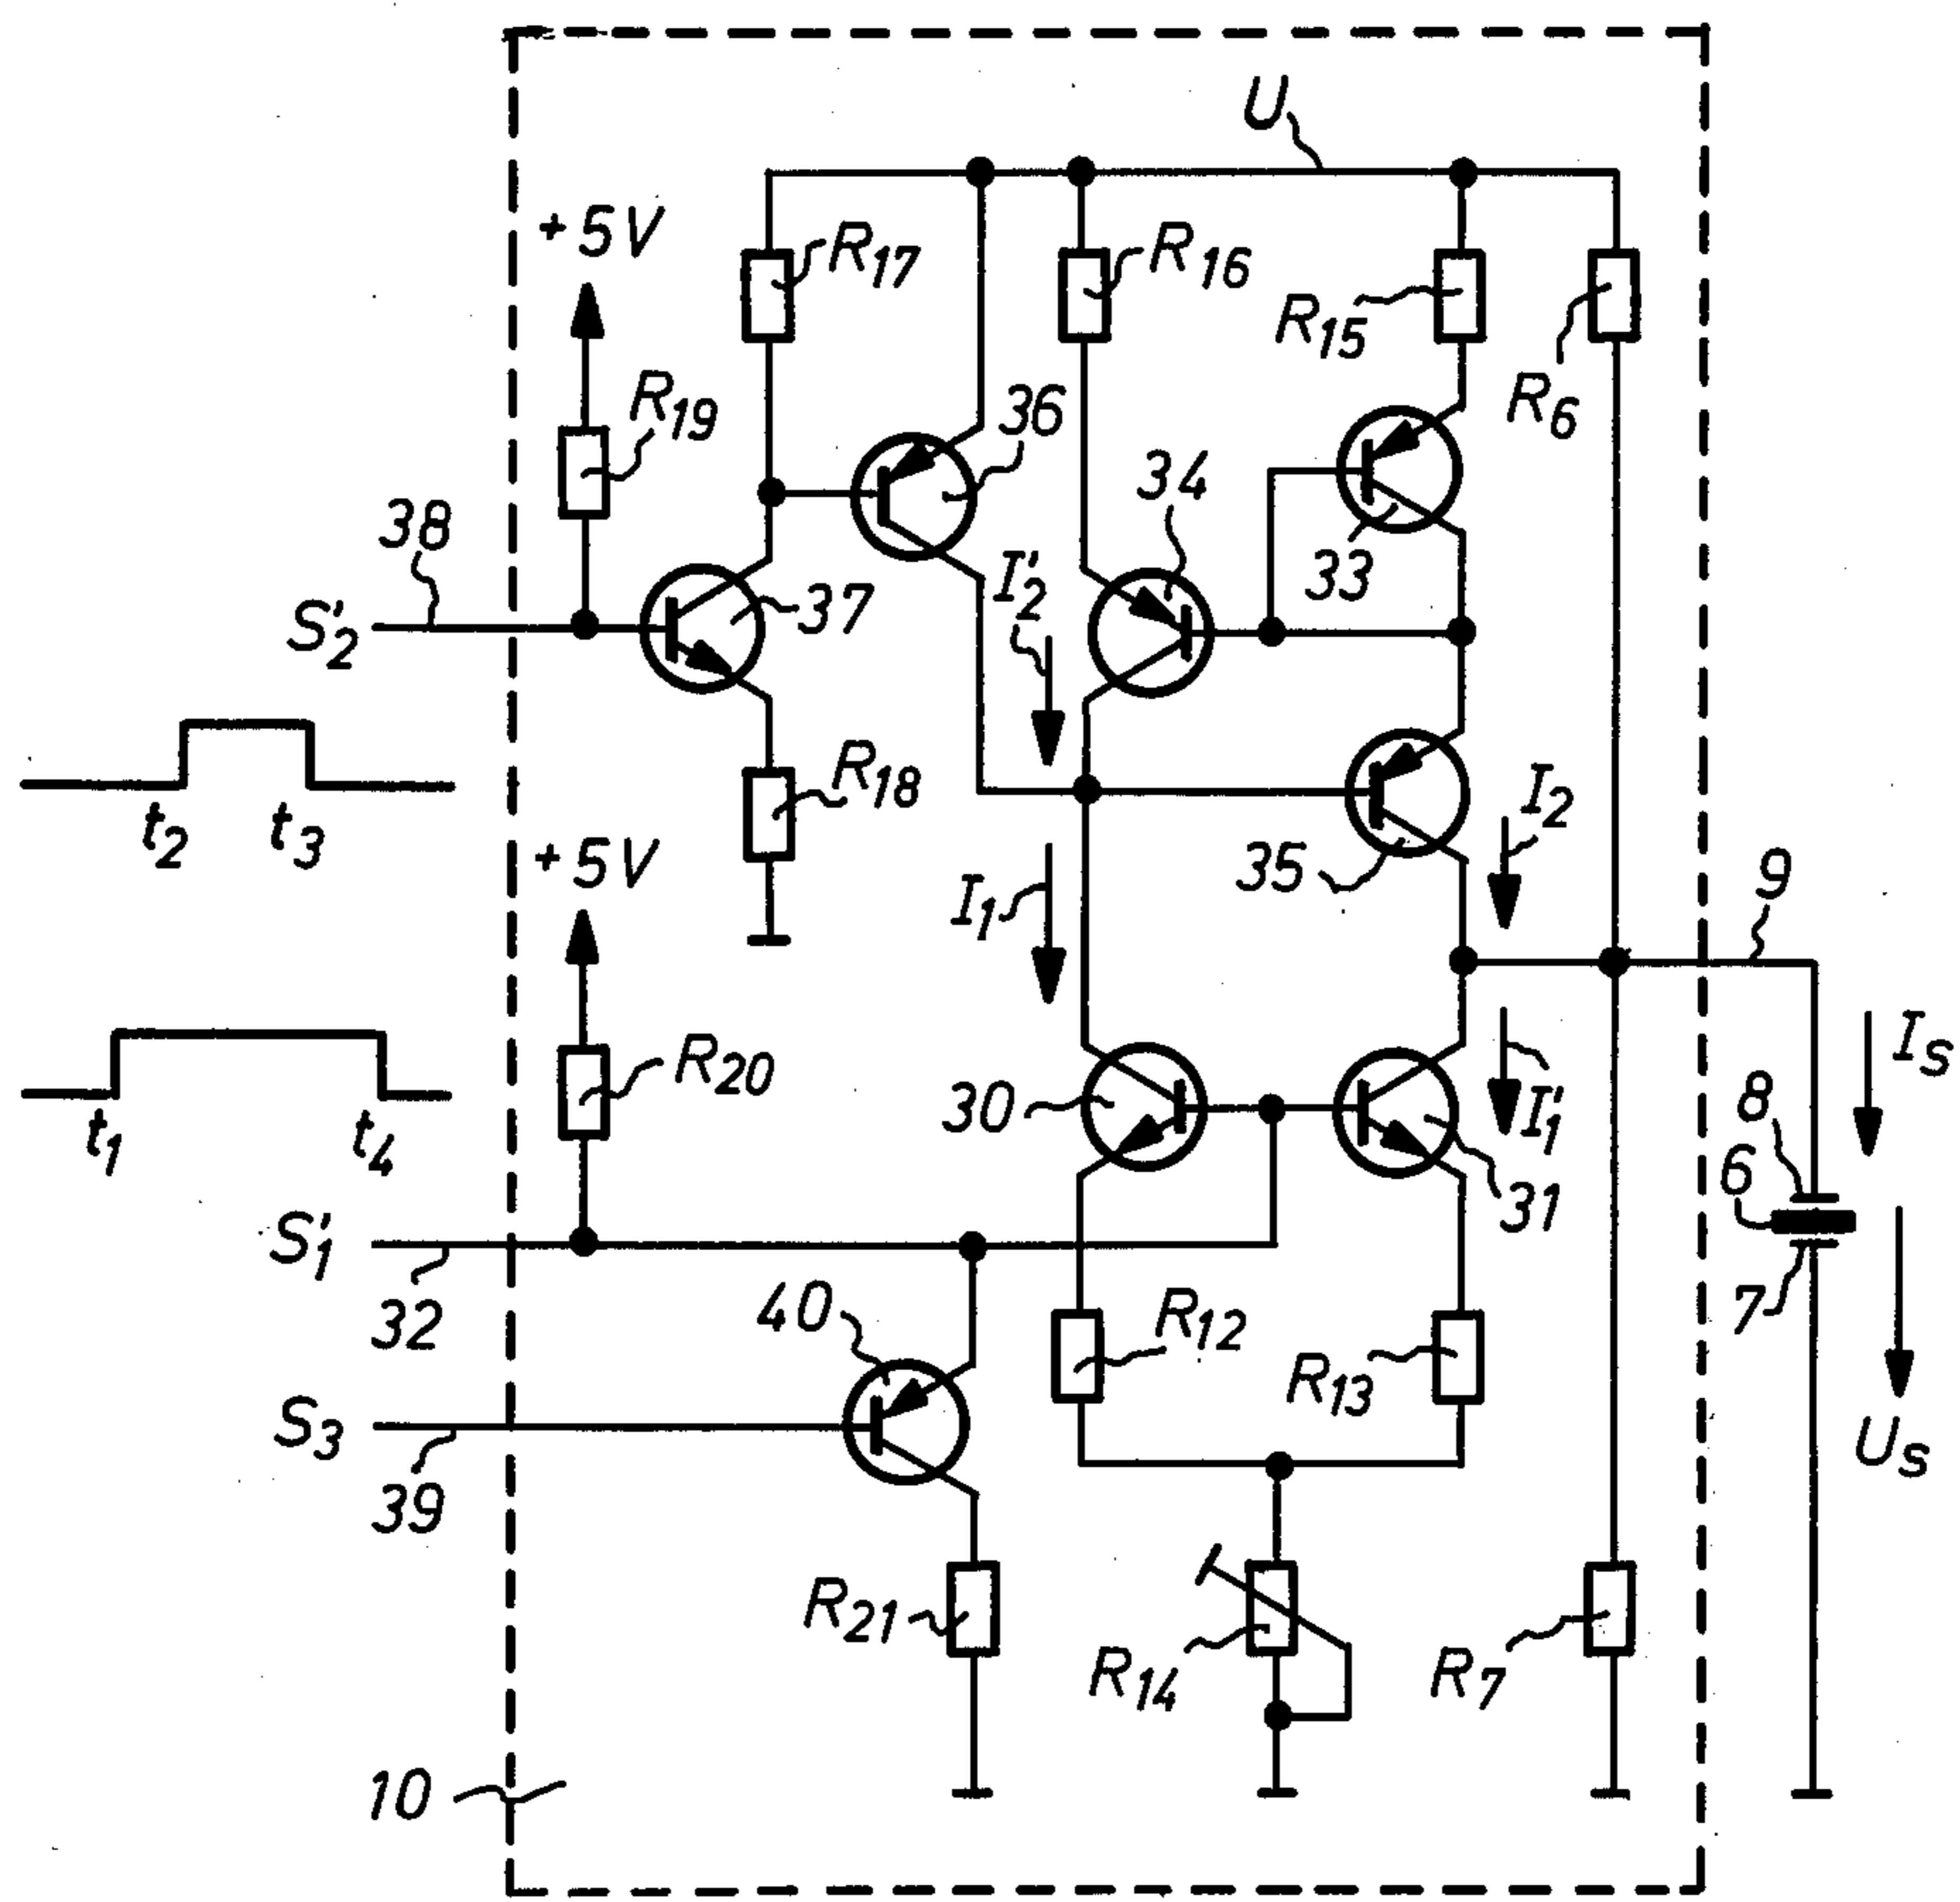 U
+5V
R17
R16
R15
R6
R19
36
34
38
I'2
33
S'2
37
R18
I2
t2 t3
+5V
35
9
I1
R20
30
I'1
IS
8
6
t1 t4
31
S'1
7
32
40
R12
R13
S3
US
39
R21
R14
R7
10